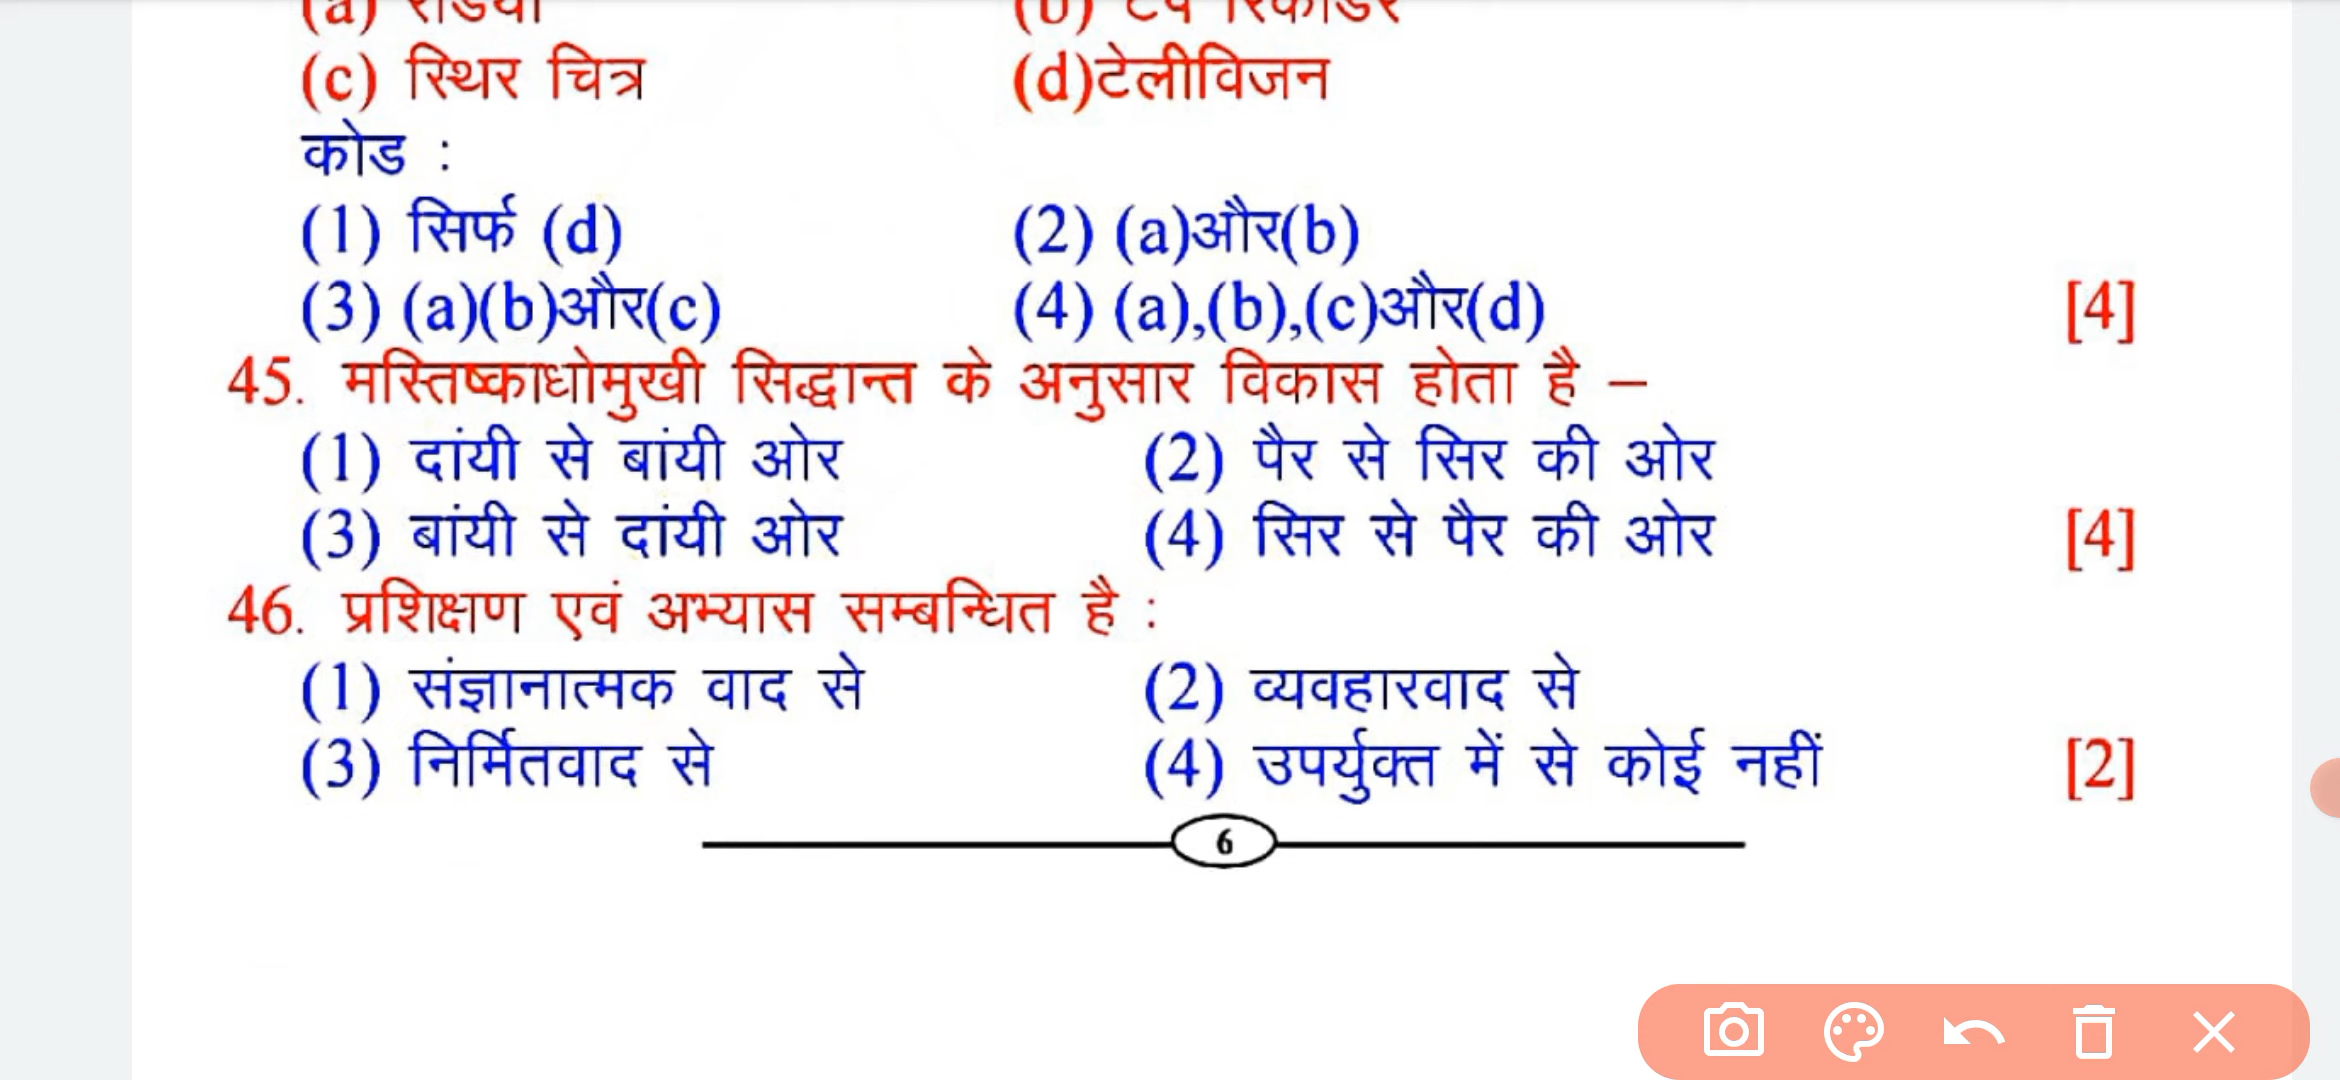 (a) रेडियो (b) टेप रिकॉर्डर
(c) स्थिर चित्र (d)टेलीविजन
कोड :
(1) सिर्फ (d) (2) (a)और(b)
(3) (a)(b)और(c) (4) (a),(b),(c)और(d) [4]
45. मस्तिष्काधोमुखी सिद्धान्त के अनुसार विकास होता है –
(1) दांयी से बांयी ओर (2) पैर से सिर की ओर
(3) बांयी से दांयी ओर (4) सिर से पैर की ओर [4]
46. प्रशिक्षण एवं अभ्यास सम्बन्धित है :
(1) संज्ञानात्मक वाद से (2) व्यवहारवाद से
(3) निर्मितवाद से (4) उपर्युक्त में से कोई नहीं [2]
6